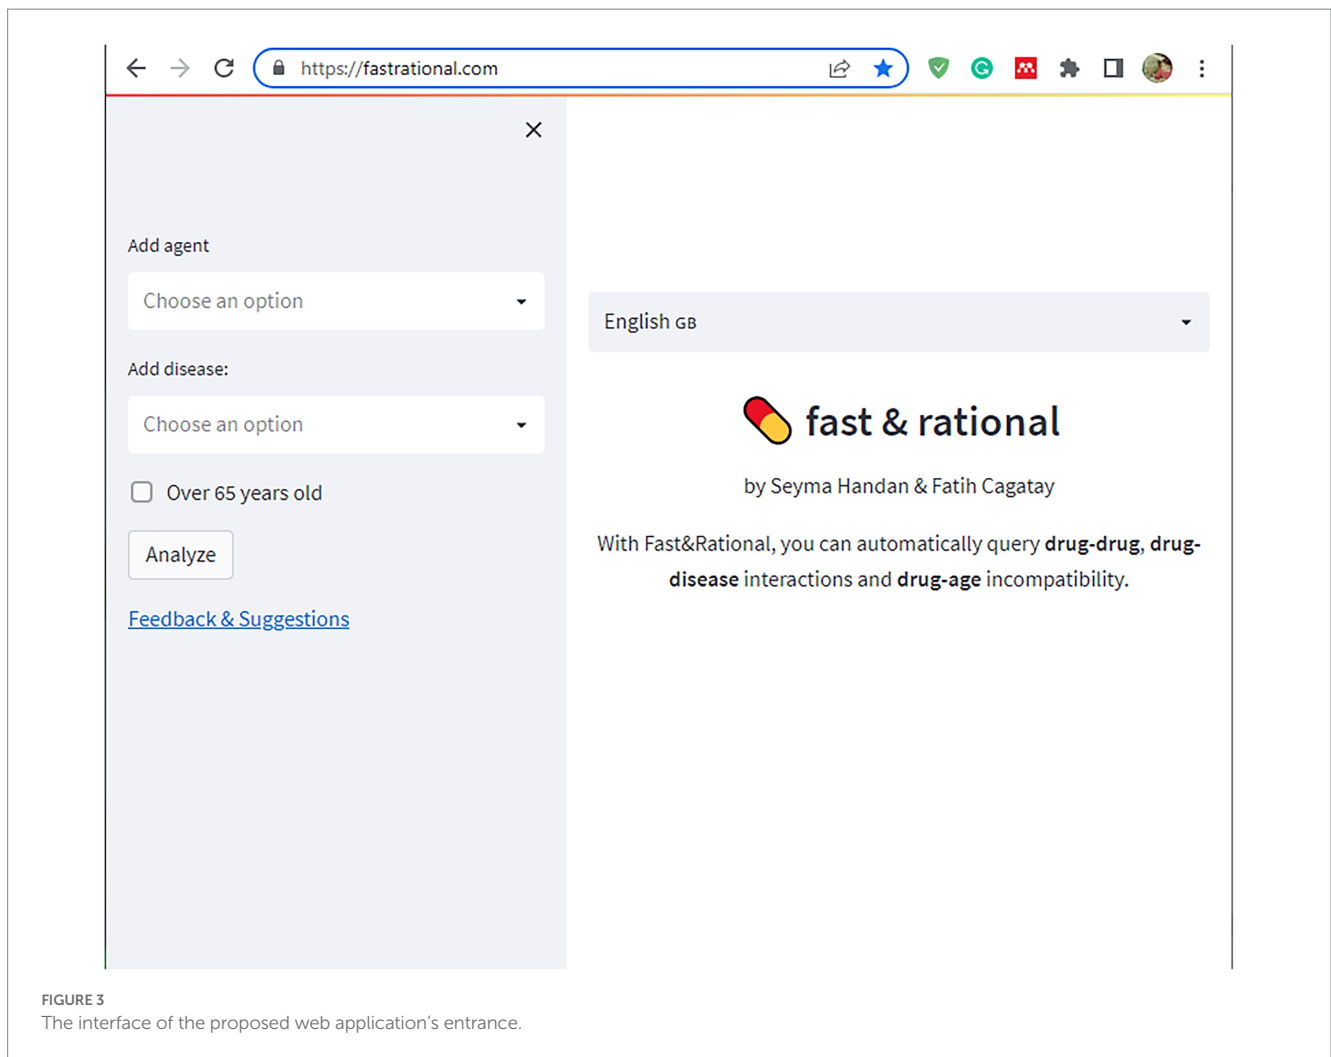 https://fastrational.com
Add agent
Choose an option
Add disease:
Choose an option
Over 65 years old
Analyze
Feedback & Suggestions
English GB
fast & rational
by Seyma Handan & Fatih Cagatay
With Fast&Rational, you can automatically query drug-drug, drug-
disease interactions and drug-age incompatibility.
FIGURE 3
The interface of the proposed web application's entrance.